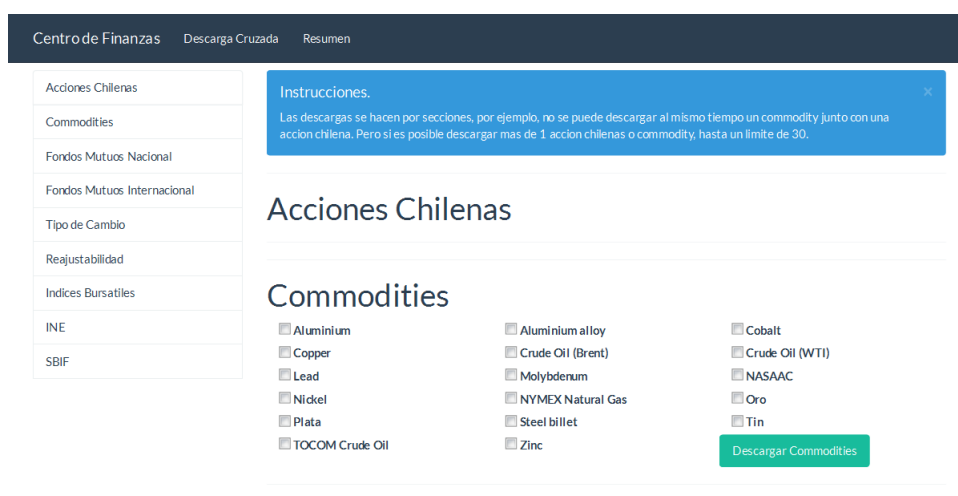 Centro de Finanzas Descarga Cruzada Resumen
Acciones Chilenas
Commodities
Fondos Mutuos Nacional
Fondos Mutuos Internacional
Tipo de Cambio
Reajustabilidad
Indices Bursatiles
INE
SBIF
Instrucciones. ×
Las descargas se hacen por secciones, por ejemplo, no se puede descargar al mismo tiempo un commodity junto con una
accion chilena. Pero si es posible descargar mas de 1 accion chilenas o commodity, hasta un limite de 30.
Acciones Chilenas
Commodities
Aluminium Aluminium alloy Cobalt
Copper Crude Oil (Brent) Crude Oil (WTI)
Lead Molybdenum NASAAC
Nickel NYMEX Natural Gas Oro
Plata Steel billet Tin
TOCOM Crude Oil Zinc Descargar Commodities